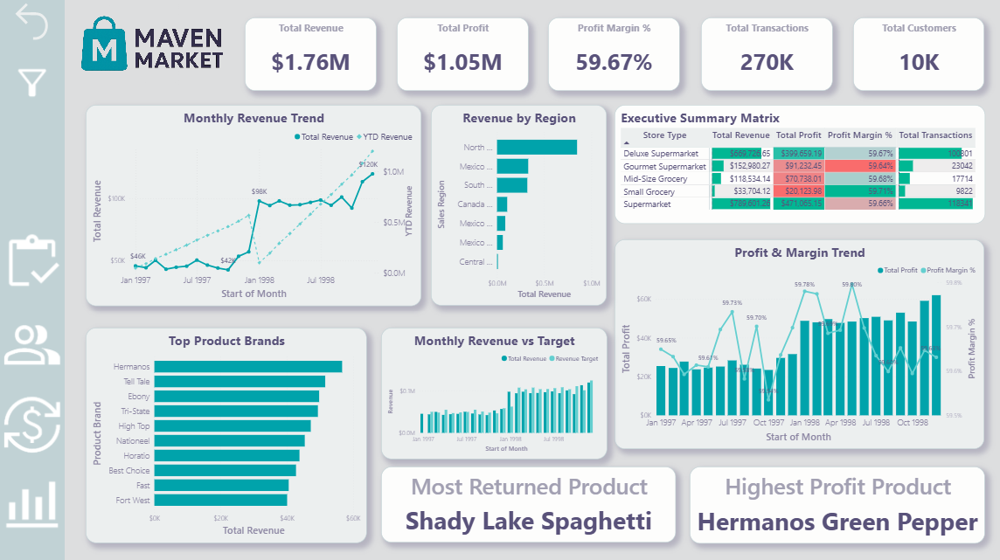 MAVEN
MARKET
Total Revenue
$1.76M
Total Profit
$1.05M
Profit Margin %
59.67%
Total Transactions
270K
Total Customers
10K
Monthly Revenue Trend
Total Revenue YTD Revenue
Total Revenue
$100K
$50K
$46K
$42K
$98K
$120K
$1.0M
$0.5M
$0.0M
YTD Revenue
Jan 1997 Jul 1997 Jan 1998 Jul 1998
Start of Month
Revenue by Region
Sales Region
North ...
Mexico ...
South ...
Canada ...
Mexico ...
Mexico ...
Central ...
$0.0M $0.5M $1.0M
Total Revenue
Executive Summary Matrix
Store Type Total Revenue Total Profit Profit Margin % Total Transactions
Deluxe Supermarket $669,726.65 $399,659.19 59.67% 100801
Gourmet Supermarket $152,980.27 $91,232.45 59.64% 23042
Mid-Size Grocery $118,534.14 $70,738.01 59.68% 17714
Small Grocery $33,704.12 $20,123.98 59.71% 9822
Supermarket $789,601.26 $471,065.15 59.66% 118341
Profit & Margin Trend
Total Profit Profit Margin %
Total Profit
$60K
$40K
$20K
$0K
59.65%
59.61%
59.73%
59.70%
59.78%
59.80%
59.8%
59.7%
59.6%
59.5%
Profit Margin %
Jan 1997 Apr 1997 Jul 1997 Oct 1997 Jan 1998 Apr 1998 Jul 1998 Oct 1998
Start of Month
Top Product Brands
Product Brand
Hermanos
Tell Tale
Ebony
Tri-State
High Top
Nationeel
Horatio
Best Choice
Fast
Fort West
$0K $20K $40K $60K
Total Revenue
Monthly Revenue vs Target
Total Revenue Revenue Target
Revenue
$0.1M
$0.0M
Jan 1997 Jul 1997 Jan 1998 Jul 1998
Start of Month
Most Returned Product
Shady Lake Spaghetti
Highest Profit Product
Hermanos Green Pepper